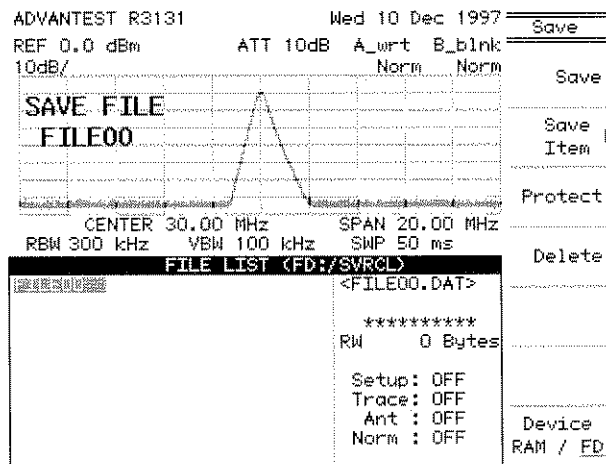 ADVANTEST R3131 Wed 10 Dec 1997
REF 0.0 dBm ATT 10dB A_wrt B_blnk
10dB/ Norm Norm
SAVE FILE
FILE00
CENTER 30.00 MHz SPAN 20.00 MHz
RBW 300 kHz VBW 100 kHz SWP 50 ms
FILE LIST (FD:/SVRCL)
<FILE00.DAT>
**********
RW 0 Bytes
Setup: OFF
Trace: OFF
Ant : OFF
Norm : OFF
Save
Save
Save
Item
Protect
Delete
Device
RAM / FD